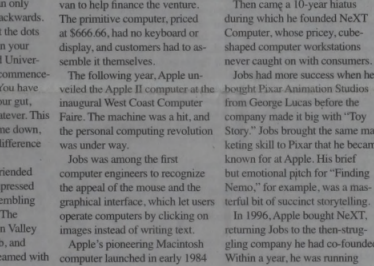 n only
ackwards.
t the dots
n your
l Univer-
commence-
You have
our gut,
atever. This
ne down,
difference
riended
pressed
embling
The
n Valley
b, and
eamed with
van to help finance the venture.
The primitive computer, priced
at $666.66, had no keyboard or
display, and customers had to as-
semble it themselves.
The following year, Apple un-
veiled the Apple II computer at the
inaugural West Coast Computer
Faire. The machine was a hit, and
the personal computing revolution
was under way.
Jobs was among the first
computer engineers to recognize
the appeal of the mouse and the
graphical interface, which let users
operate computers by clicking on
images instead of writing text.
Apple's pioneering Macintosh
computer launched in early 1984
Then came a 10-year hiatus
during which he founded NeXT
Computer, whose pricey, cube-
shaped computer workstations
never caught on with consumers.
Jobs had more success when he
bought Pixar Animation Studios
from George Lucas before the
company made it big with "Toy
Story." Jobs brought the same ma
keting skill to Pixar that he becam
known for at Apple. His brief
but emotional pitch for "Finding
Nemo," for example, was a mas-
terful bit of succinct storytelling.
In 1996, Apple bought NeXT,
returning Jobs to the then-strug-
gling company he had co-founded
Within a year, he was running